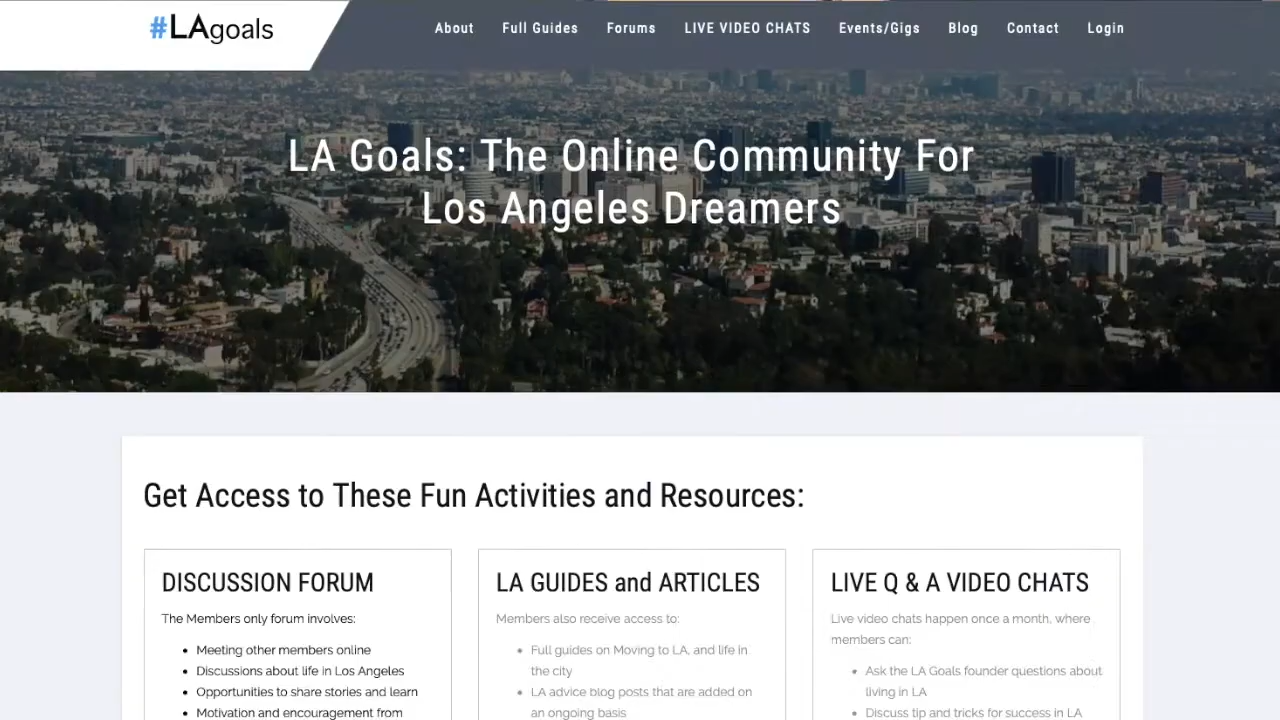 #LAgoals
About Full Guides Forums LIVE VIDEO CHATS Events/Gigs Blog Contact Login
LA Goals: The Online Community For
Los Angeles Dreamers
Get Access to These Fun Activities and Resources:
DISCUSSION FORUM
The Members only forum involves:
• Meeting other members online
• Discussions about life in Los Angeles
• Opportunities to share stories and learn
• Motivation and encouragement from
LA GUIDES and ARTICLES
Members also receive access to:
• Full guides on Moving to LA, and life in
the city
• LA advice blog posts that are added on
an ongoing basis
LIVE Q & A VIDEO CHATS
Live video chats happen once a month, where
members can:
• Ask the LA Goals founder questions about
living in LA
• Discuss tip and tricks for success in LA